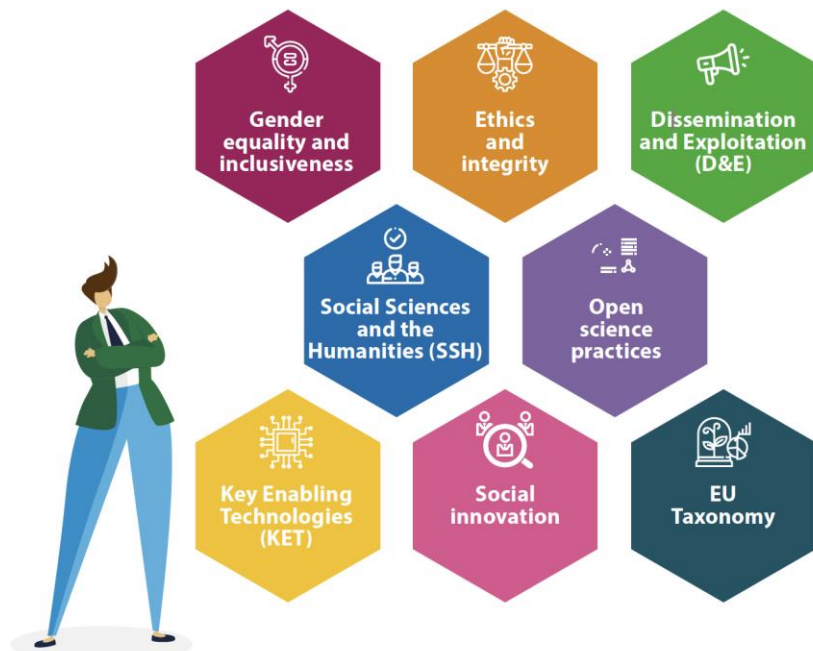 Gender
equality and
inclusiveness
Ethics
and
integrity
Dissemination
and Exploitation
(D&E)
Social Sciences
and the
Humanities (SSH)
Open
science
practices
Key Enabling
Technologies
(KET)
Social
innovation
EU
Taxonomy